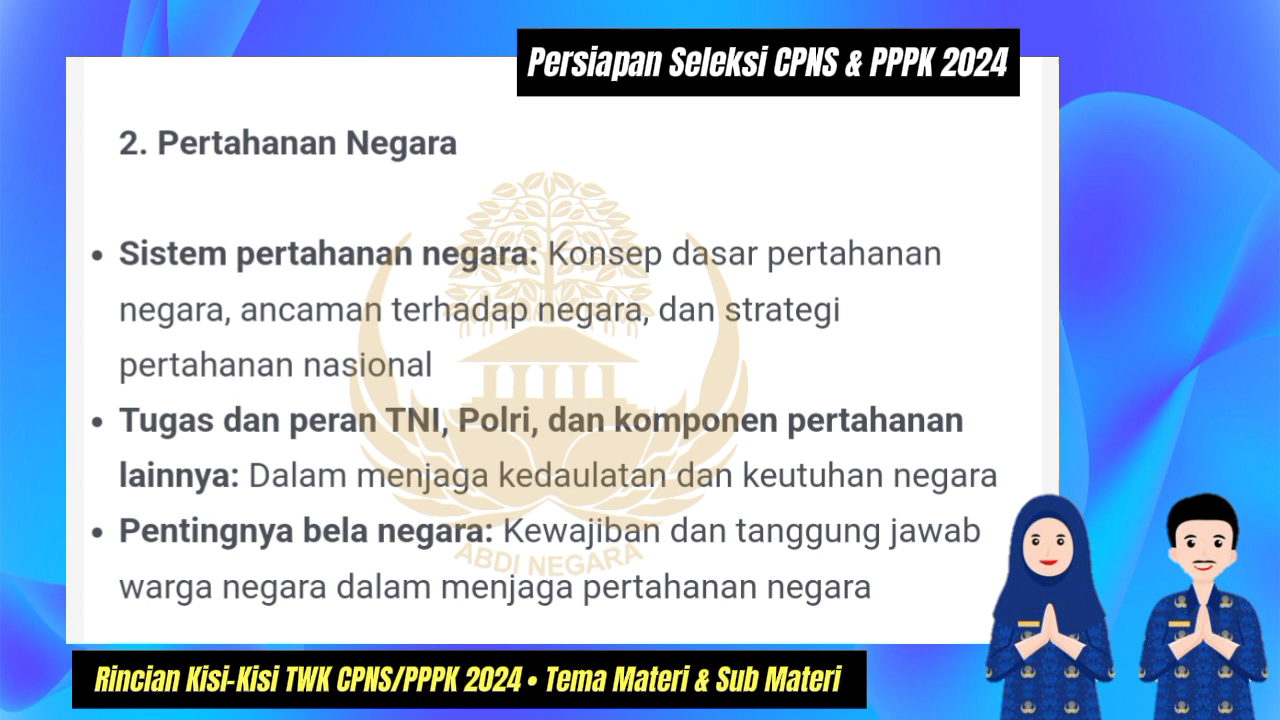 Persiapan Seleksi CPNS & PPPK 2024
2. Pertahanan Negara
• Sistem pertahanan negara: Konsep dasar pertahanan
negara, ancaman terhadap negara, dan strategi
pertahanan nasional
• Tugas dan peran TNI, Polri, dan komponen pertahanan
lainnya: Dalam menjaga kedaulatan dan keutuhan negara
• Pentingnya bela negara: Kewajiban dan tanggung jawab
ABDI NEGARA
warga negara dalam menjaga pertahanan negara
Rincian Kisi-Kisi TWK CPNS/PPPK 2024 • Tema Materi & Sub Materi